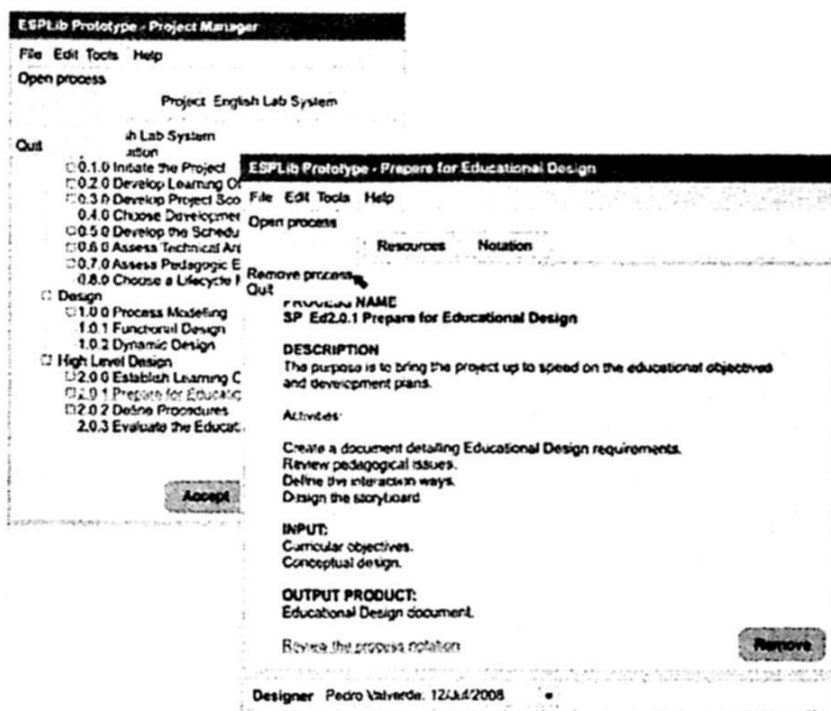 ESPLib Prototype - Project Manager
File Edit Tools Help
Open process
Project English Lab System
h Lab System
Quit
ation
0.1.0 Initiate the Project
0.2.0 Develop Learning O
0.3.0 Develop Project Sco
0.4.0 Choose Developme
0.5.0 Develop the Schedu
0.6.0 Assess Technical
0.7.0 Assess Pedagogic E
0.8.0 Choose a Lifecycle
Design
1.0.0 Process Modelling
1.0.1 Functional Design
1.0.2 Dynamic Design
High Level Design
2.0.0 Establish Learning
2.0.1 Prepare for Educatio
2.0.2 Define Procedures
2.0.3 Evaluate the Educat
Accept
ESPLib Prototype - Prepare for Educational Design
File Edit Tools Help
Open process
Resources Notation
Remove process
Quit
PROCESS NAME
SP Ed2.0.1 Prepare for Educational Design
DESCRIPTION
The purpose is to bring the project up to speed on the educational objectives
and development plans.
Activities:
Create a document detailing Educational Design requirements.
Review pedagogical issues.
Define the interaction ways.
Design the storyboard
INPUT:
Curricular objectives.
Conceptual design.
OUTPUT PRODUCT:
Educational Design document.
Review the process notation
Remove
Designer Pedro Valverde. 12/Jul/2008